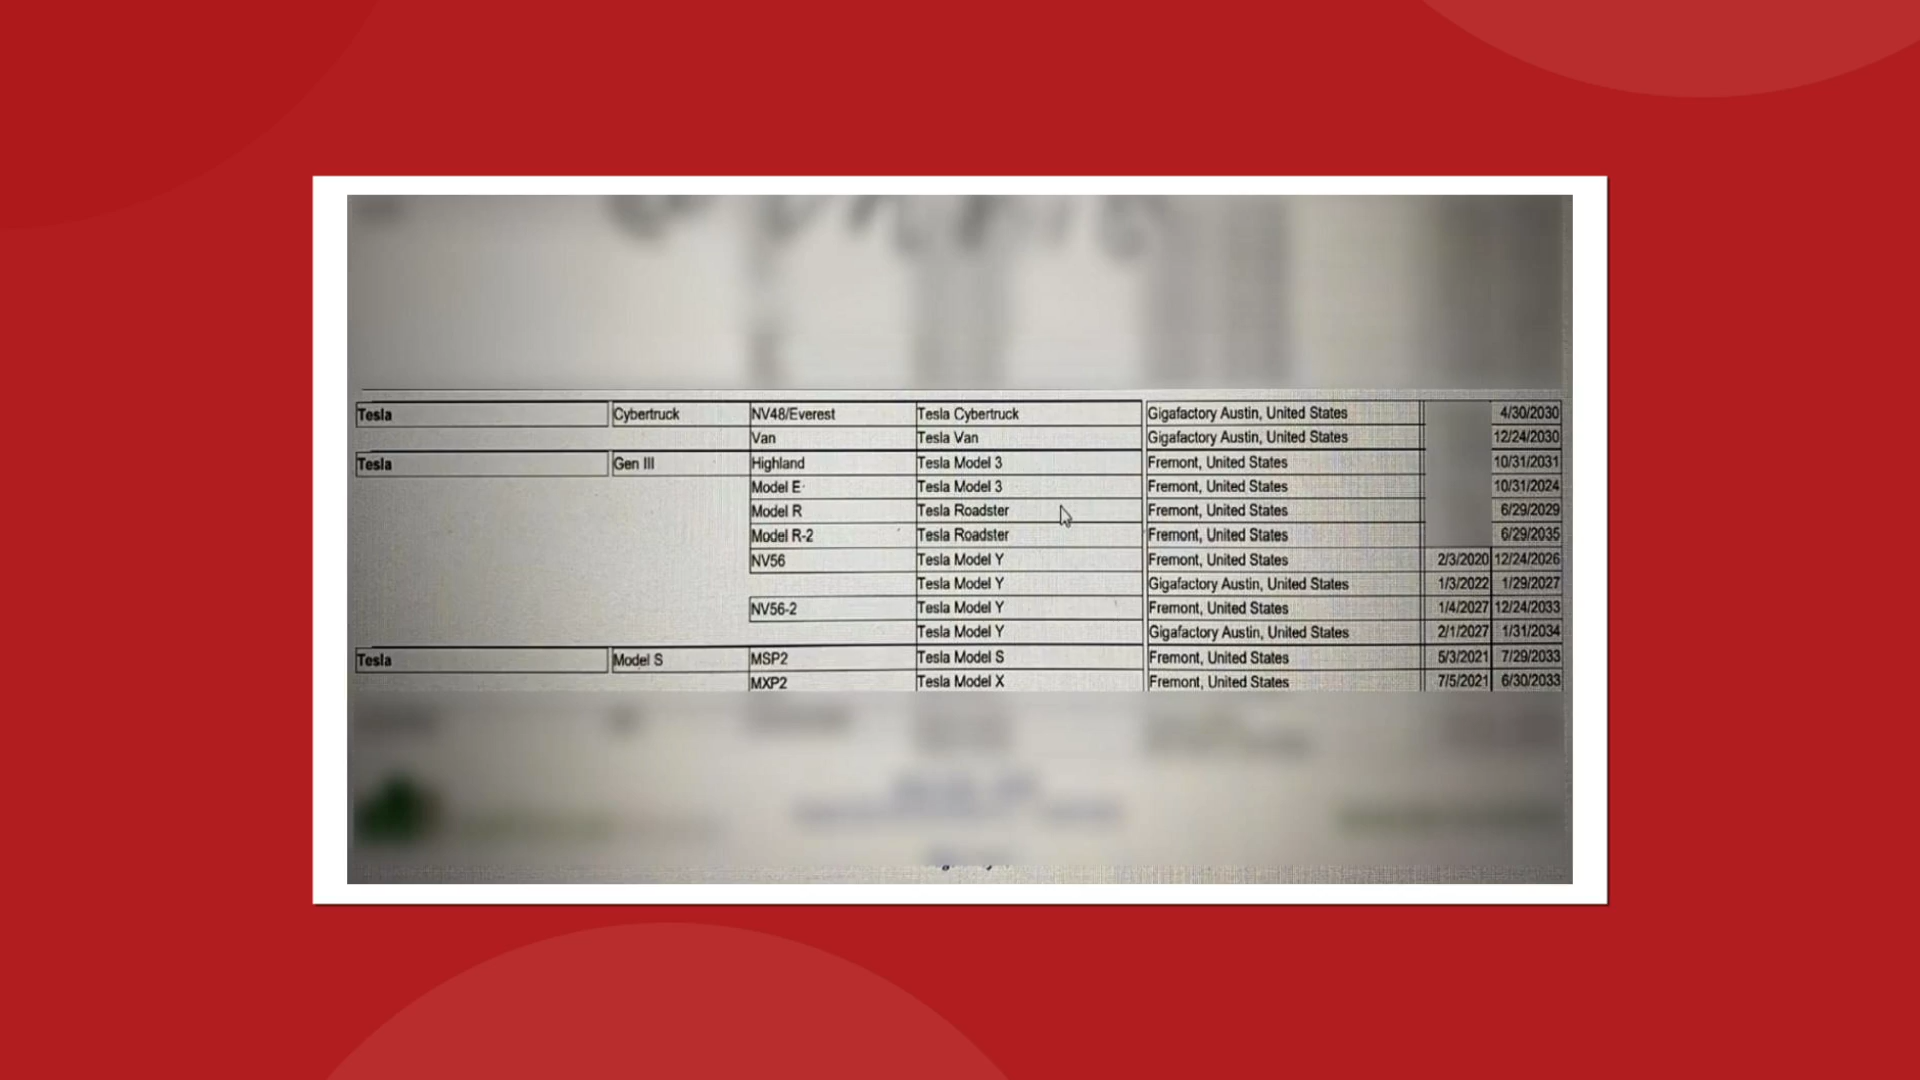 Tesla Cybertruck NV48/Everest Tesla Cybertruck Gigafactory Austin, United States 4/30/2030
Van Tesla Van Gigafactory Austin, United States 12/24/2030
Tesla Gen III Highland Tesla Model 3 Fremont, United States 10/31/2031
Model E Tesla Model 3 Fremont, United States 10/31/2024
Model R Tesla Roadster Fremont, United States 6/29/2029
Model R-2 Tesla Roadster Fremont, United States 6/29/2035
NV56 Tesla Model Y Fremont, United States 2/3/2020 12/24/2026
Tesla Model Y Gigafactory Austin, United States 1/3/2022 1/29/2027
NV56-2 Tesla Model Y Fremont, United States 1/4/2027 12/24/2033
Tesla Model Y Gigafactory Austin, United States 2/1/2027 1/31/2034
Tesla Model S MSP2 Tesla Model S Fremont, United States 5/3/2021 7/29/2033
MXP2 Tesla Model X Fremont, United States 7/5/2021 6/30/2033